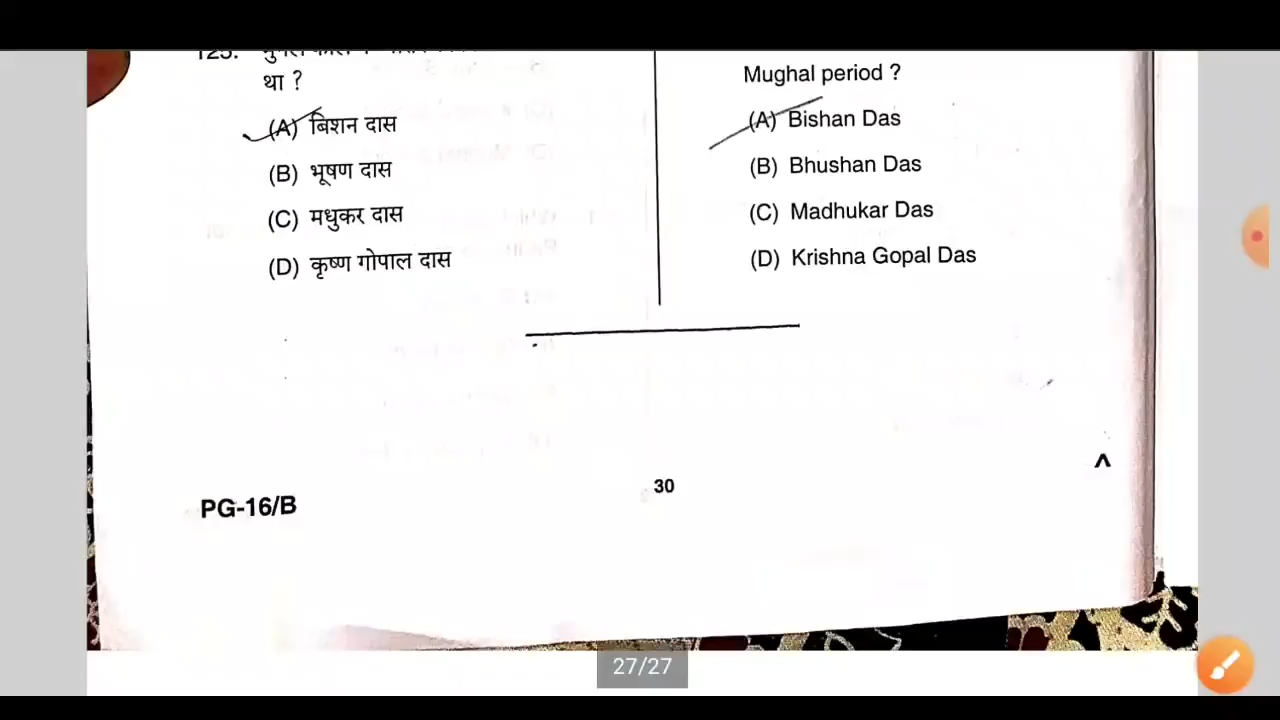 125.
था ?
(A) बिशन दास
(B) भूषण दास
(C) मधुकर दास
(D) कृष्ण गोपाल दास
Mughal period ?
(A) Bishan Das
(B) Bhushan Das
(C) Madhukar Das
(D) Krishna Gopal Das
PG-16/B
30
27/27